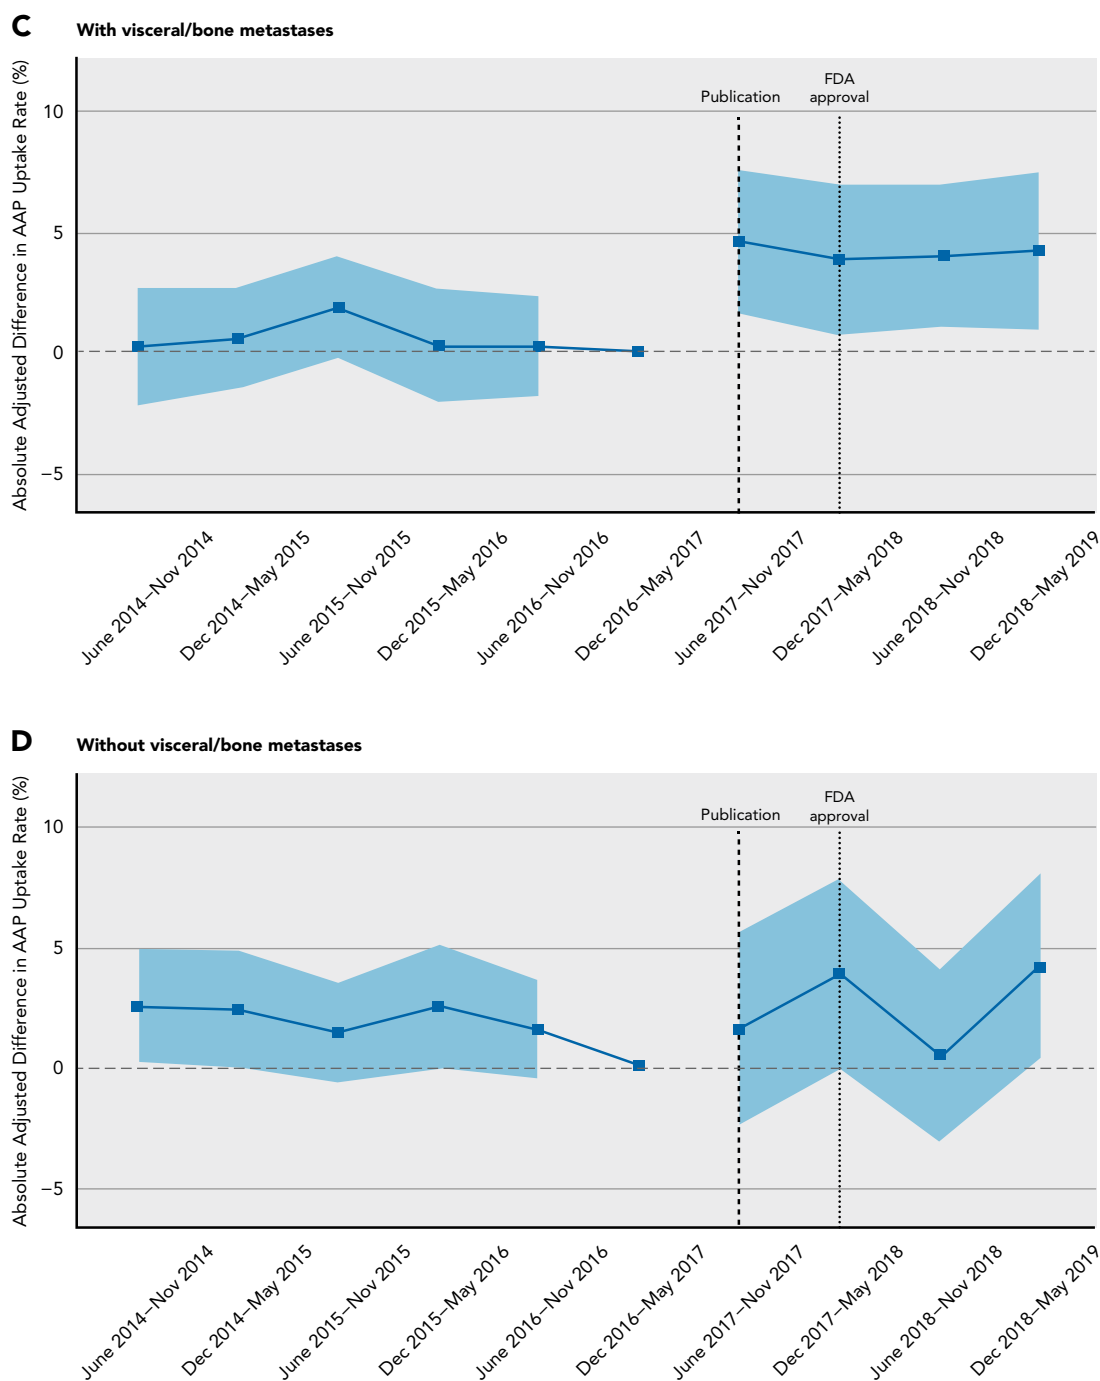 C With visceral/bone metastases
Absolute Adjusted Difference in AAP Uptake Rate (%)
10
5
0
−5
Publication
FDA
approval
June 2014–Nov 2014
Dec 2014–May 2015
June 2015–Nov 2015
Dec 2015–May 2016
June 2016–Nov 2016
Dec 2016–May 2017
June 2017–Nov 2017
Dec 2017–May 2018
June 2018–Nov 2018
Dec 2018–May 2019
D Without visceral/bone metastases
Absolute Adjusted Difference in AAP Uptake Rate (%)
10
5
0
−5
Publication
FDA
approval
June 2014–Nov 2014
Dec 2014–May 2015
June 2015–Nov 2015
Dec 2015–May 2016
June 2016–Nov 2016
Dec 2016–May 2017
June 2017–Nov 2017
Dec 2017–May 2018
June 2018–Nov 2018
Dec 2018–May 2019